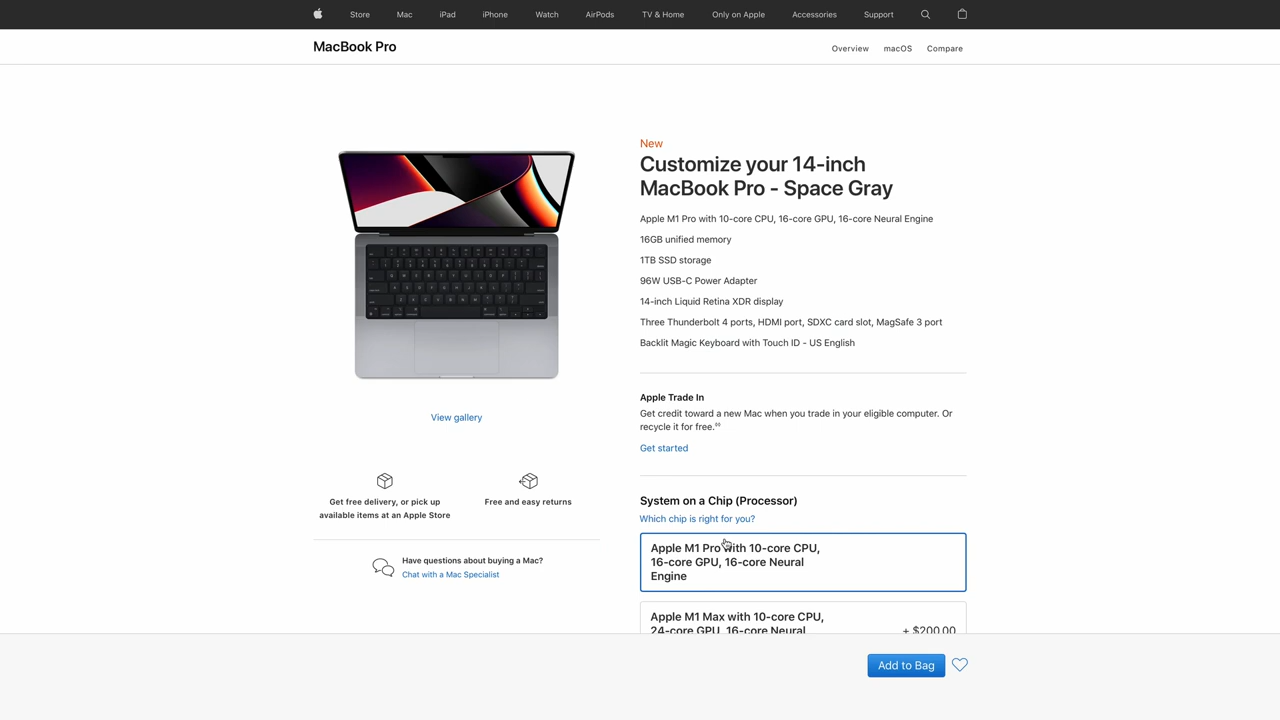 Store Mac iPad iPhone Watch AirPods TV & Home Only on Apple Accessories Support
MacBook Pro
Overview macOS Compare
New
Customize your 14-inch
MacBook Pro - Space Gray
Apple M1 Pro with 10-core CPU, 16-core GPU, 16-core Neural Engine
16GB unified memory
1TB SSD storage
96W USB-C Power Adapter
14-inch Liquid Retina XDR display
Three Thunderbolt 4 ports, HDMI port, SDXC card slot, MagSafe 3 port
Backlit Magic Keyboard with Touch ID - US English
View gallery
Get free delivery, or pick up
available items at an Apple Store
Free and easy returns
Have questions about buying a Mac?
Chat with a Mac Specialist
Apple Trade In
Get credit toward a new Mac when you trade in your eligible computer. Or
recycle it for free.◊◊
Get started
System on a Chip (Processor)
Which chip is right for you?
Apple M1 Pro with 10-core CPU,
16-core GPU, 16-core Neural
Engine
Apple M1 Max with 10-core CPU,
24-core GPU, 16-core Neural
+ $200.00
Add to Bag